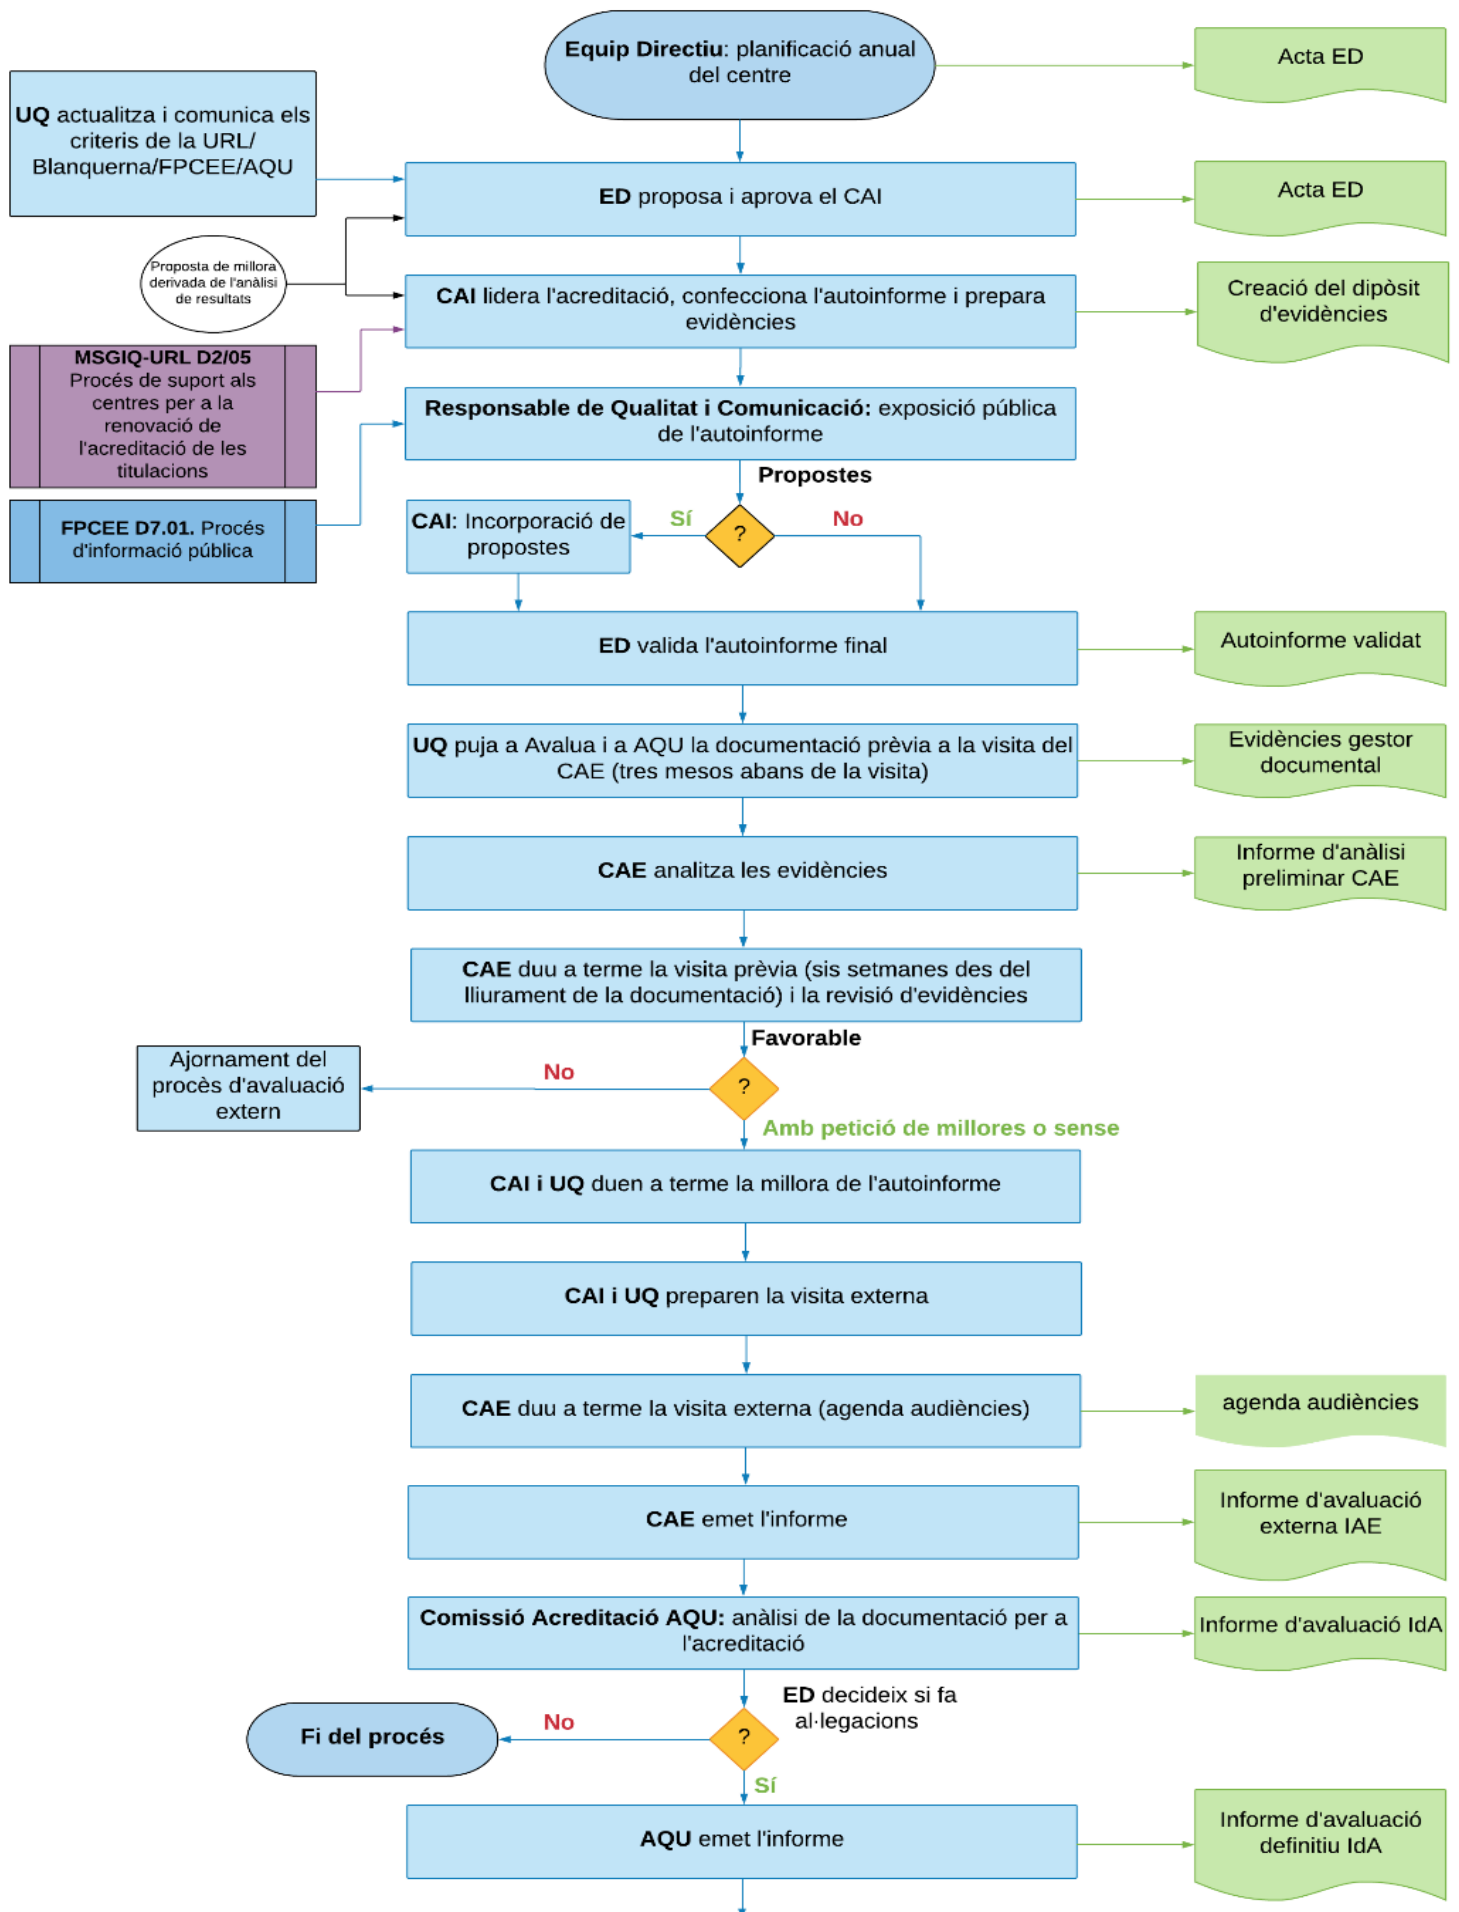 Equip Directiu: planificació anual
del centre
Acta ED
UQ actualitza i comunica els
criteris de la URL/
Blanquerna/FPCEE/AQU
ED proposa i aprova el CAI
Acta ED
Proposta de millora
derivada de l'anàlisi
de resultats
CAI lidera l'acreditació, confecciona l'autoinforme i prepara
evidències
Creació del dipòsit
d'evidències
MSGIQ-URL D2/05
Procés de suport als
centres per a la
renovació de
l'acreditació de les
titulacions
Responsable de Qualitat i Comunicació: exposició pública
de l'autoinforme
FPCEE D7.01. Procés
d'informació pública
Propostes
CAI: Incorporació de
propostes
Sí
?
No
ED valida l'autoinforme final
Autoinforme validat
UQ puja a Avalua i a AQU la documentació prèvia a la visita del
CAE (tres mesos abans de la visita)
Evidències gestor
documental
CAE analitza les evidències
Informe d'anàlisi
preliminar CAE
CAE duu a terme la visita prèvia (sis setmanes des del
lliurament de la documentació) i la revisió d'evidències
Favorable
Ajornament del
procès d'avaluació
extern
No
?
Amb petició de millores o sense
CAI i UQ duen a terme la millora de l'autoinforme
CAI i UQ preparen la visita externa
CAE duu a terme la visita externa (agenda audiències)
agenda audiències
CAE emet l'informe
Informe d'avaluació
externa IAE
Comissió Acreditació AQU: anàlisi de la documentació per a
l'acreditació
Informe d'avaluació IdA
ED decideix si fa
al·legacions
Fi del procés
No
?
Sí
AQU emet l'informe
Informe d'avaluació
definitiu IdA